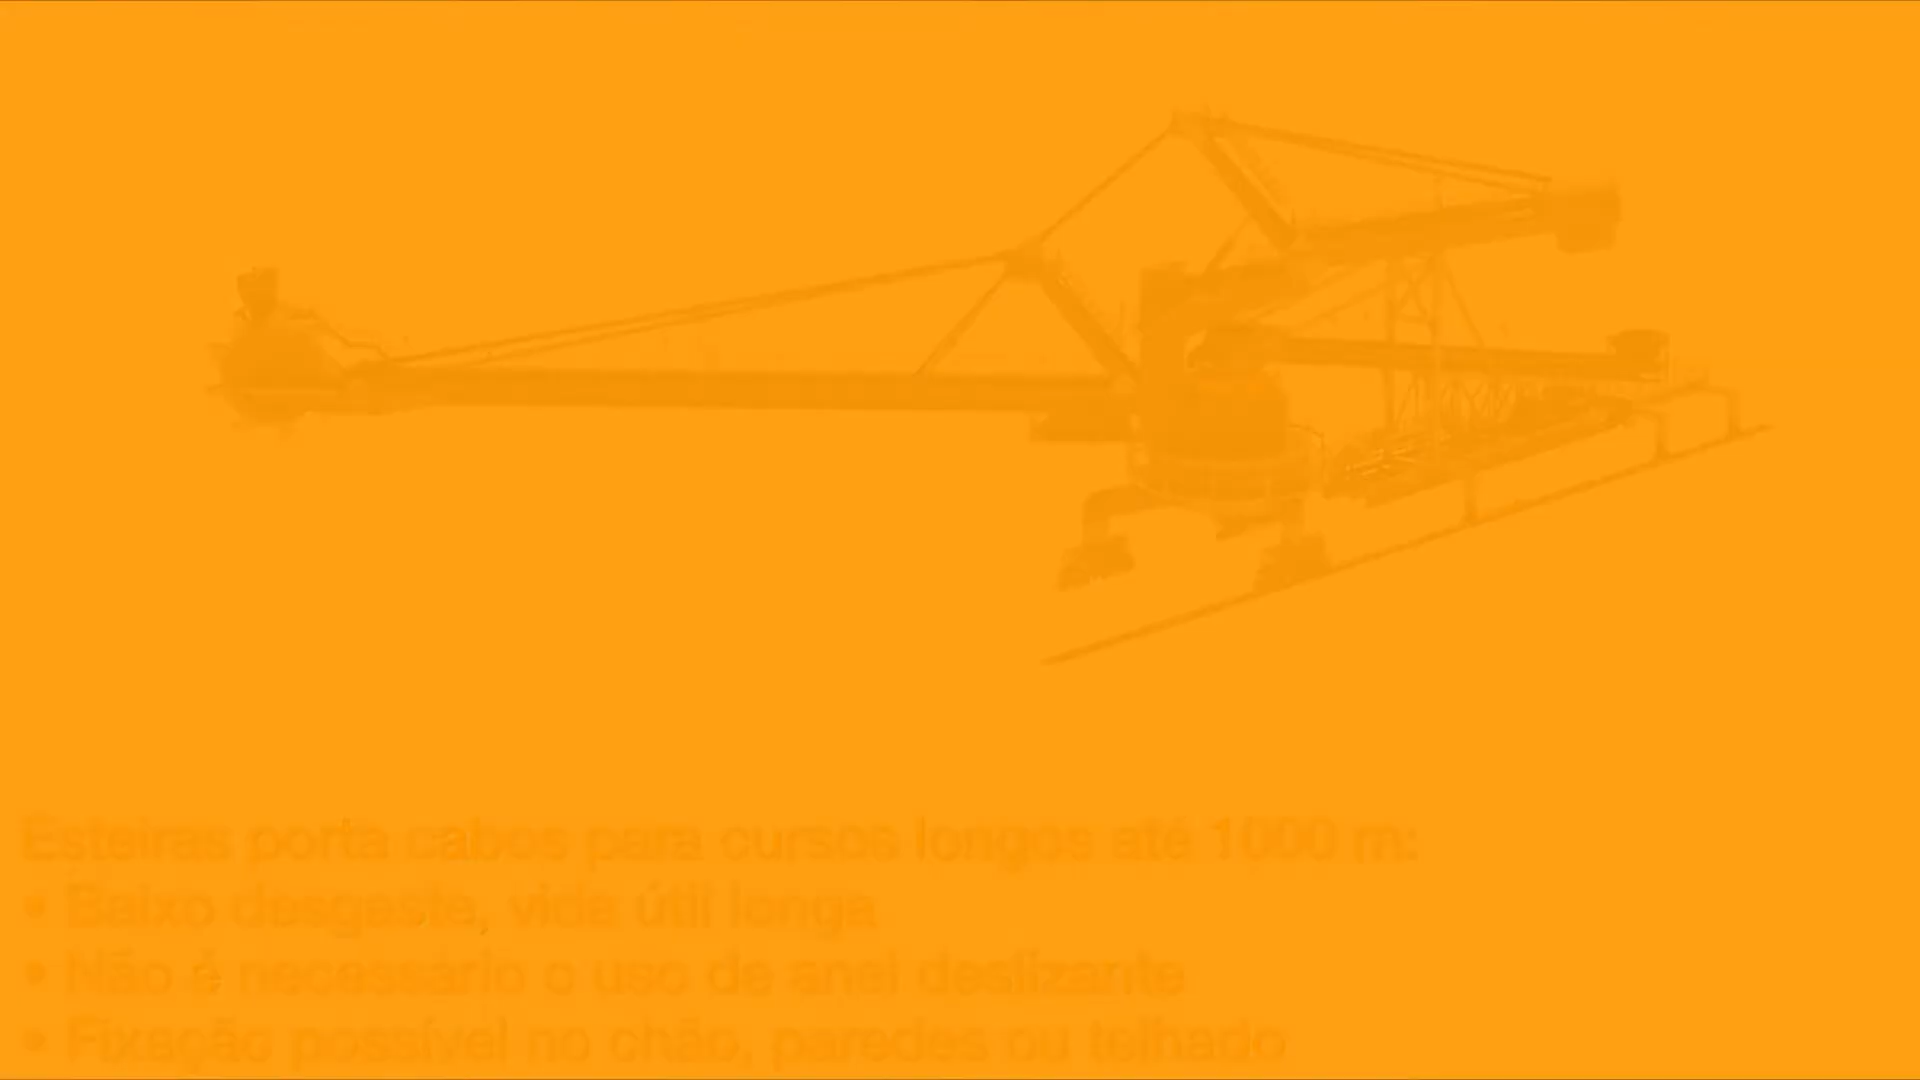 Esteiras porta cabos para cursos longos até 1000 m:
• Baixo desgaste, vida útil longa
• Não é necessário o uso de anel deslizante
• Fixação possível no chão, paredes ou telhado